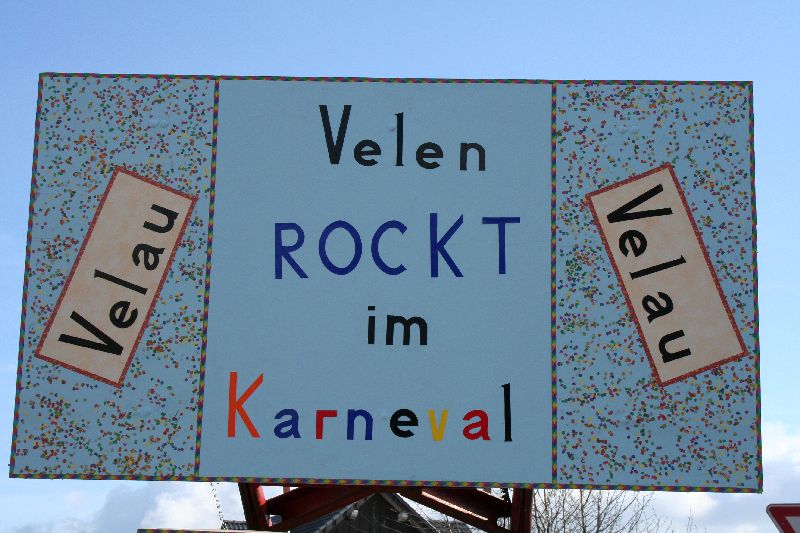 Velau
Velen
ROCKT
im
Karneval
Velau